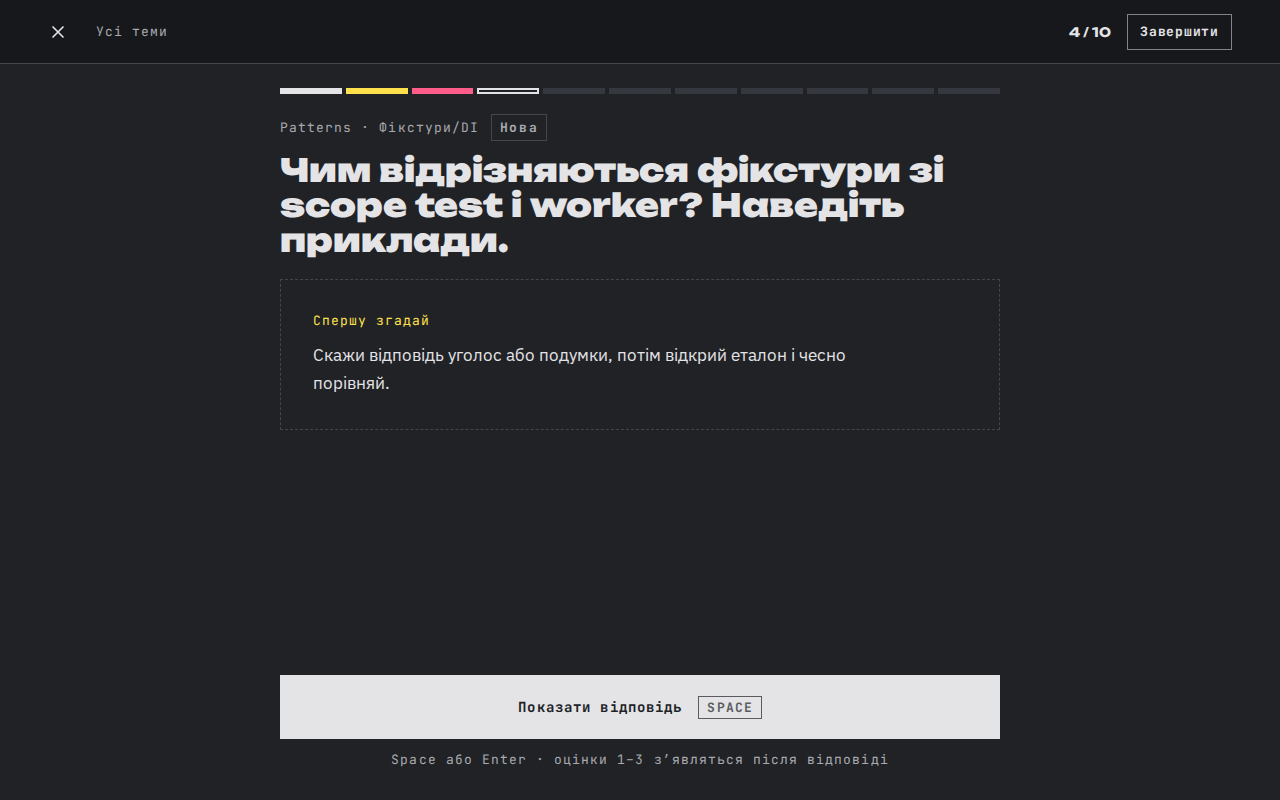 Усі теми
4/10
Завершити
Patterns · Фікстури/DI
Нова
Чим відрізняються фікстури зі
scope test і worker? Наведіть
приклади.
Спершу згадай
Скажи відповідь уголос або подумки, потім відкрий еталон і чесно
порівняй.
Показати відповідь
SPACE
Space або Enter · оцінки 1–3 з’являться після відповіді